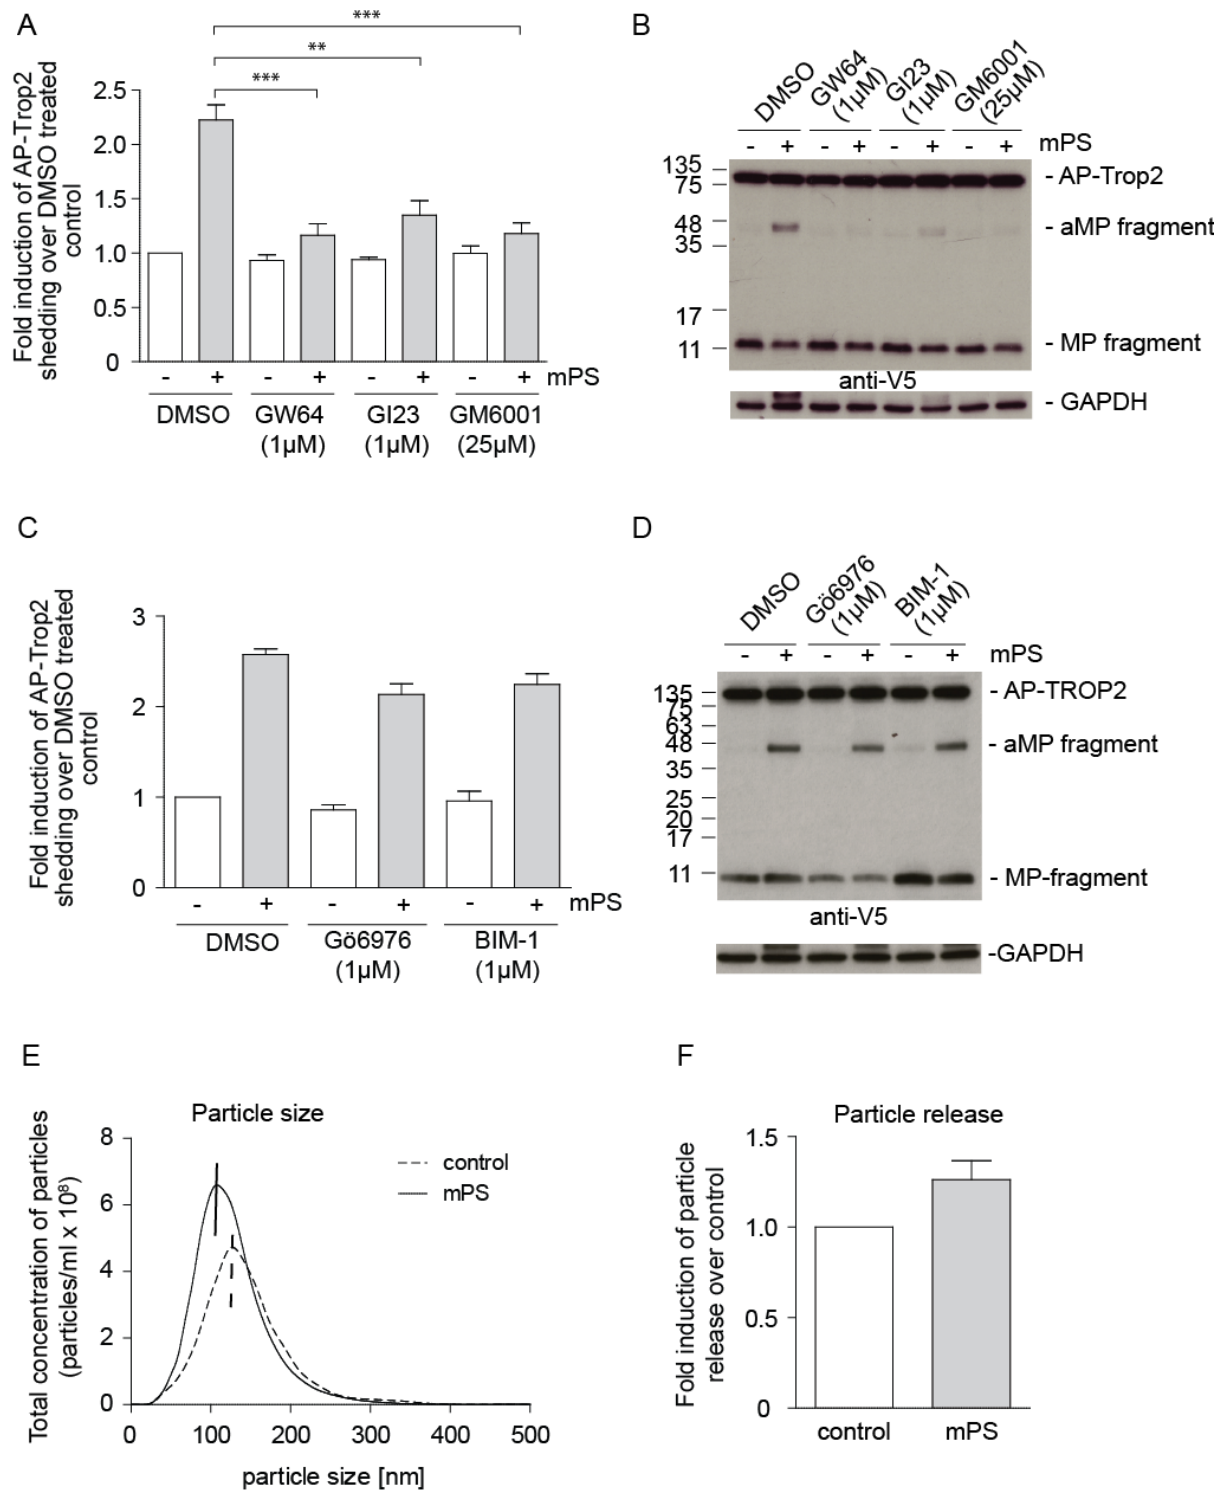 A
***
**
***
Fold induction of AP-Trop2
shedding over DMSO treated
control
2.5
2.0
1.5
1.0
0.5
0
- + - + - + - + mPS
DMSO GW64 GI23 GM6001
(1µM) (1µM) (25µM)
B
DMSO
GW64
(1µM)
GI23
(1µM)
GM6001
(25µM)
- + - + - + - + mPS
135
75
48
35
17
11
- AP-Trop2
- aMP fragment
- MP fragment
anti-V5
- GAPDH
C
Fold induction of AP-Trop2
shedding over DMSO treated
control
3
2
1
0
- + - + - + mPS
DMSO Gö6976 BIM-1
(1µM) (1µM)
D
DMSO
Gö6976
(1µM)
BIM-1
(1µM)
- + - + - + mPS
135
75
63
48
35
25
20
17
11
- AP-TROP2
- aMP fragment
- MP-fragment
anti-V5
-GAPDH
E
Particle size
Total concentration of particles
(particles/ml x 10⁸)
8
6
4
2
0
control
mPS
0 100 200 300 400 500
particle size [nm]
F
Particle release
Fold induction of particle
release over control
1.5
1.0
0.5
0
control mPS